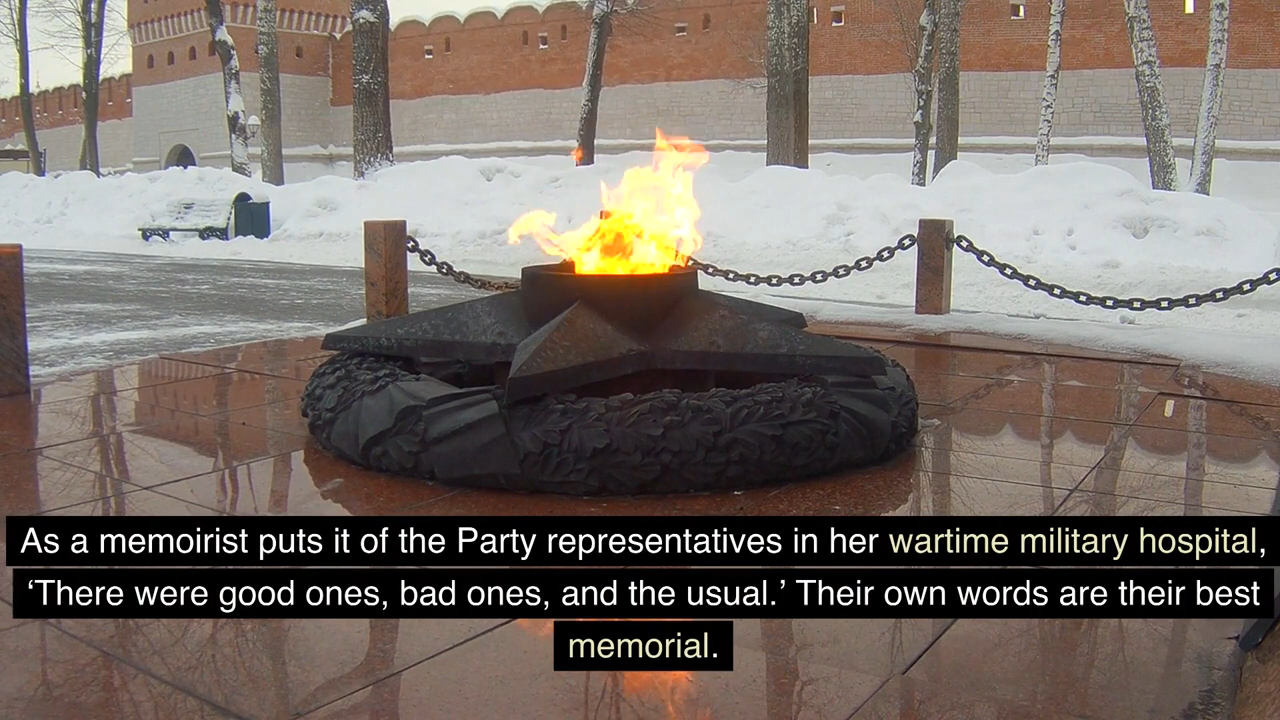 As a memoirist puts it of the Party representatives in her wartime military hospital,
‘There were good ones, bad ones, and the usual.’ Their own words are their best
memorial.